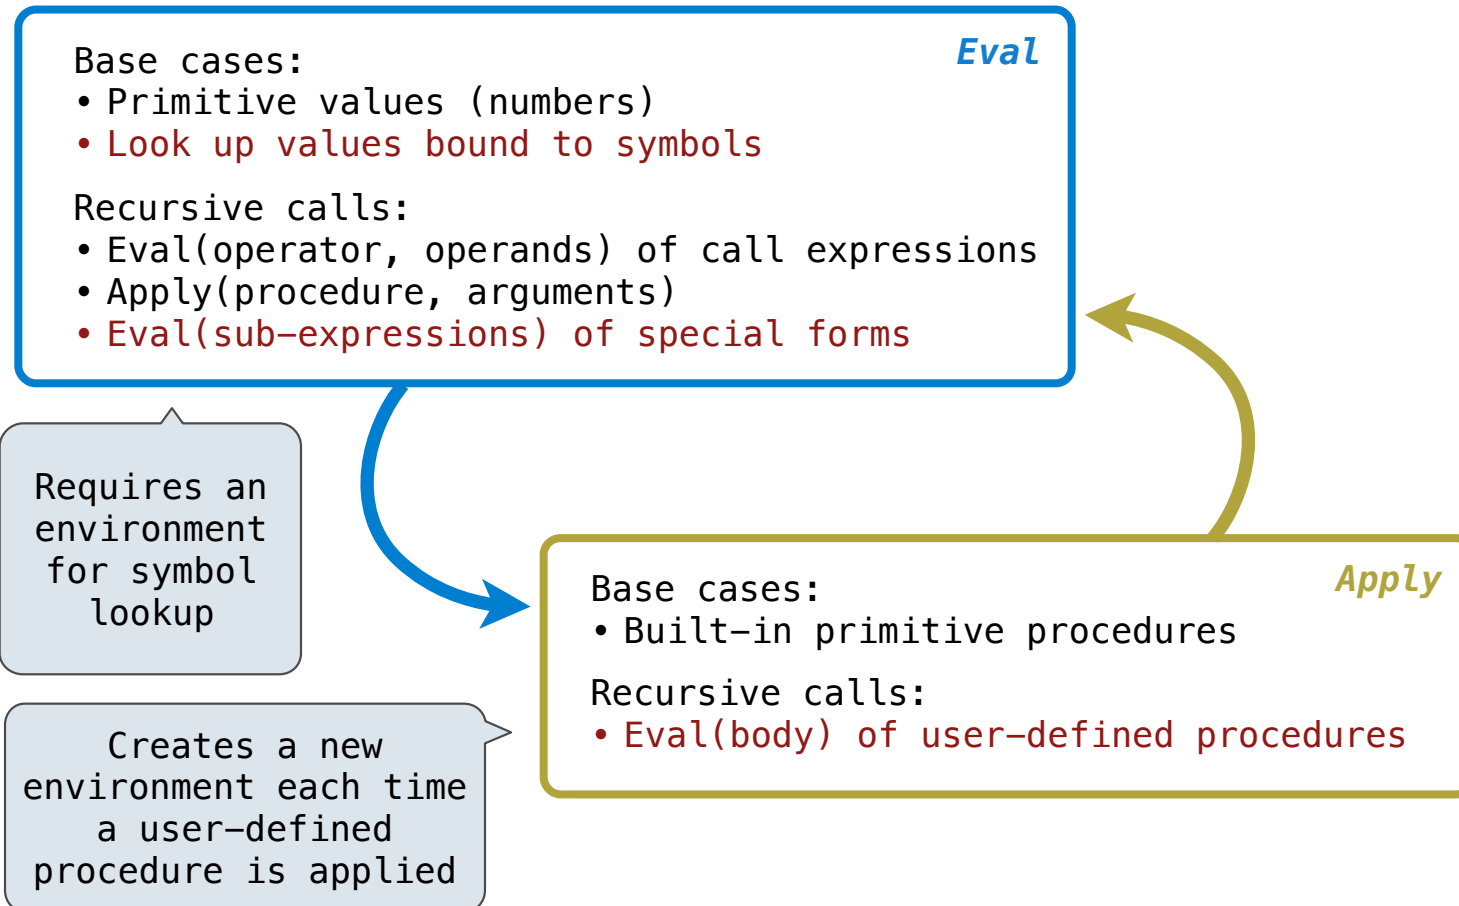 Eval
Base cases:
• Primitive values (numbers)
• Look up values bound to symbols
Recursive calls:
• Eval(operator, operands) of call expressions
• Apply(procedure, arguments)
• Eval(sub-expressions) of special forms
Requires an
environment
for symbol
lookup
Apply
Base cases:
• Built-in primitive procedures
Recursive calls:
• Eval(body) of user-defined procedures
Creates a new
environment each time
a user-defined
procedure is applied